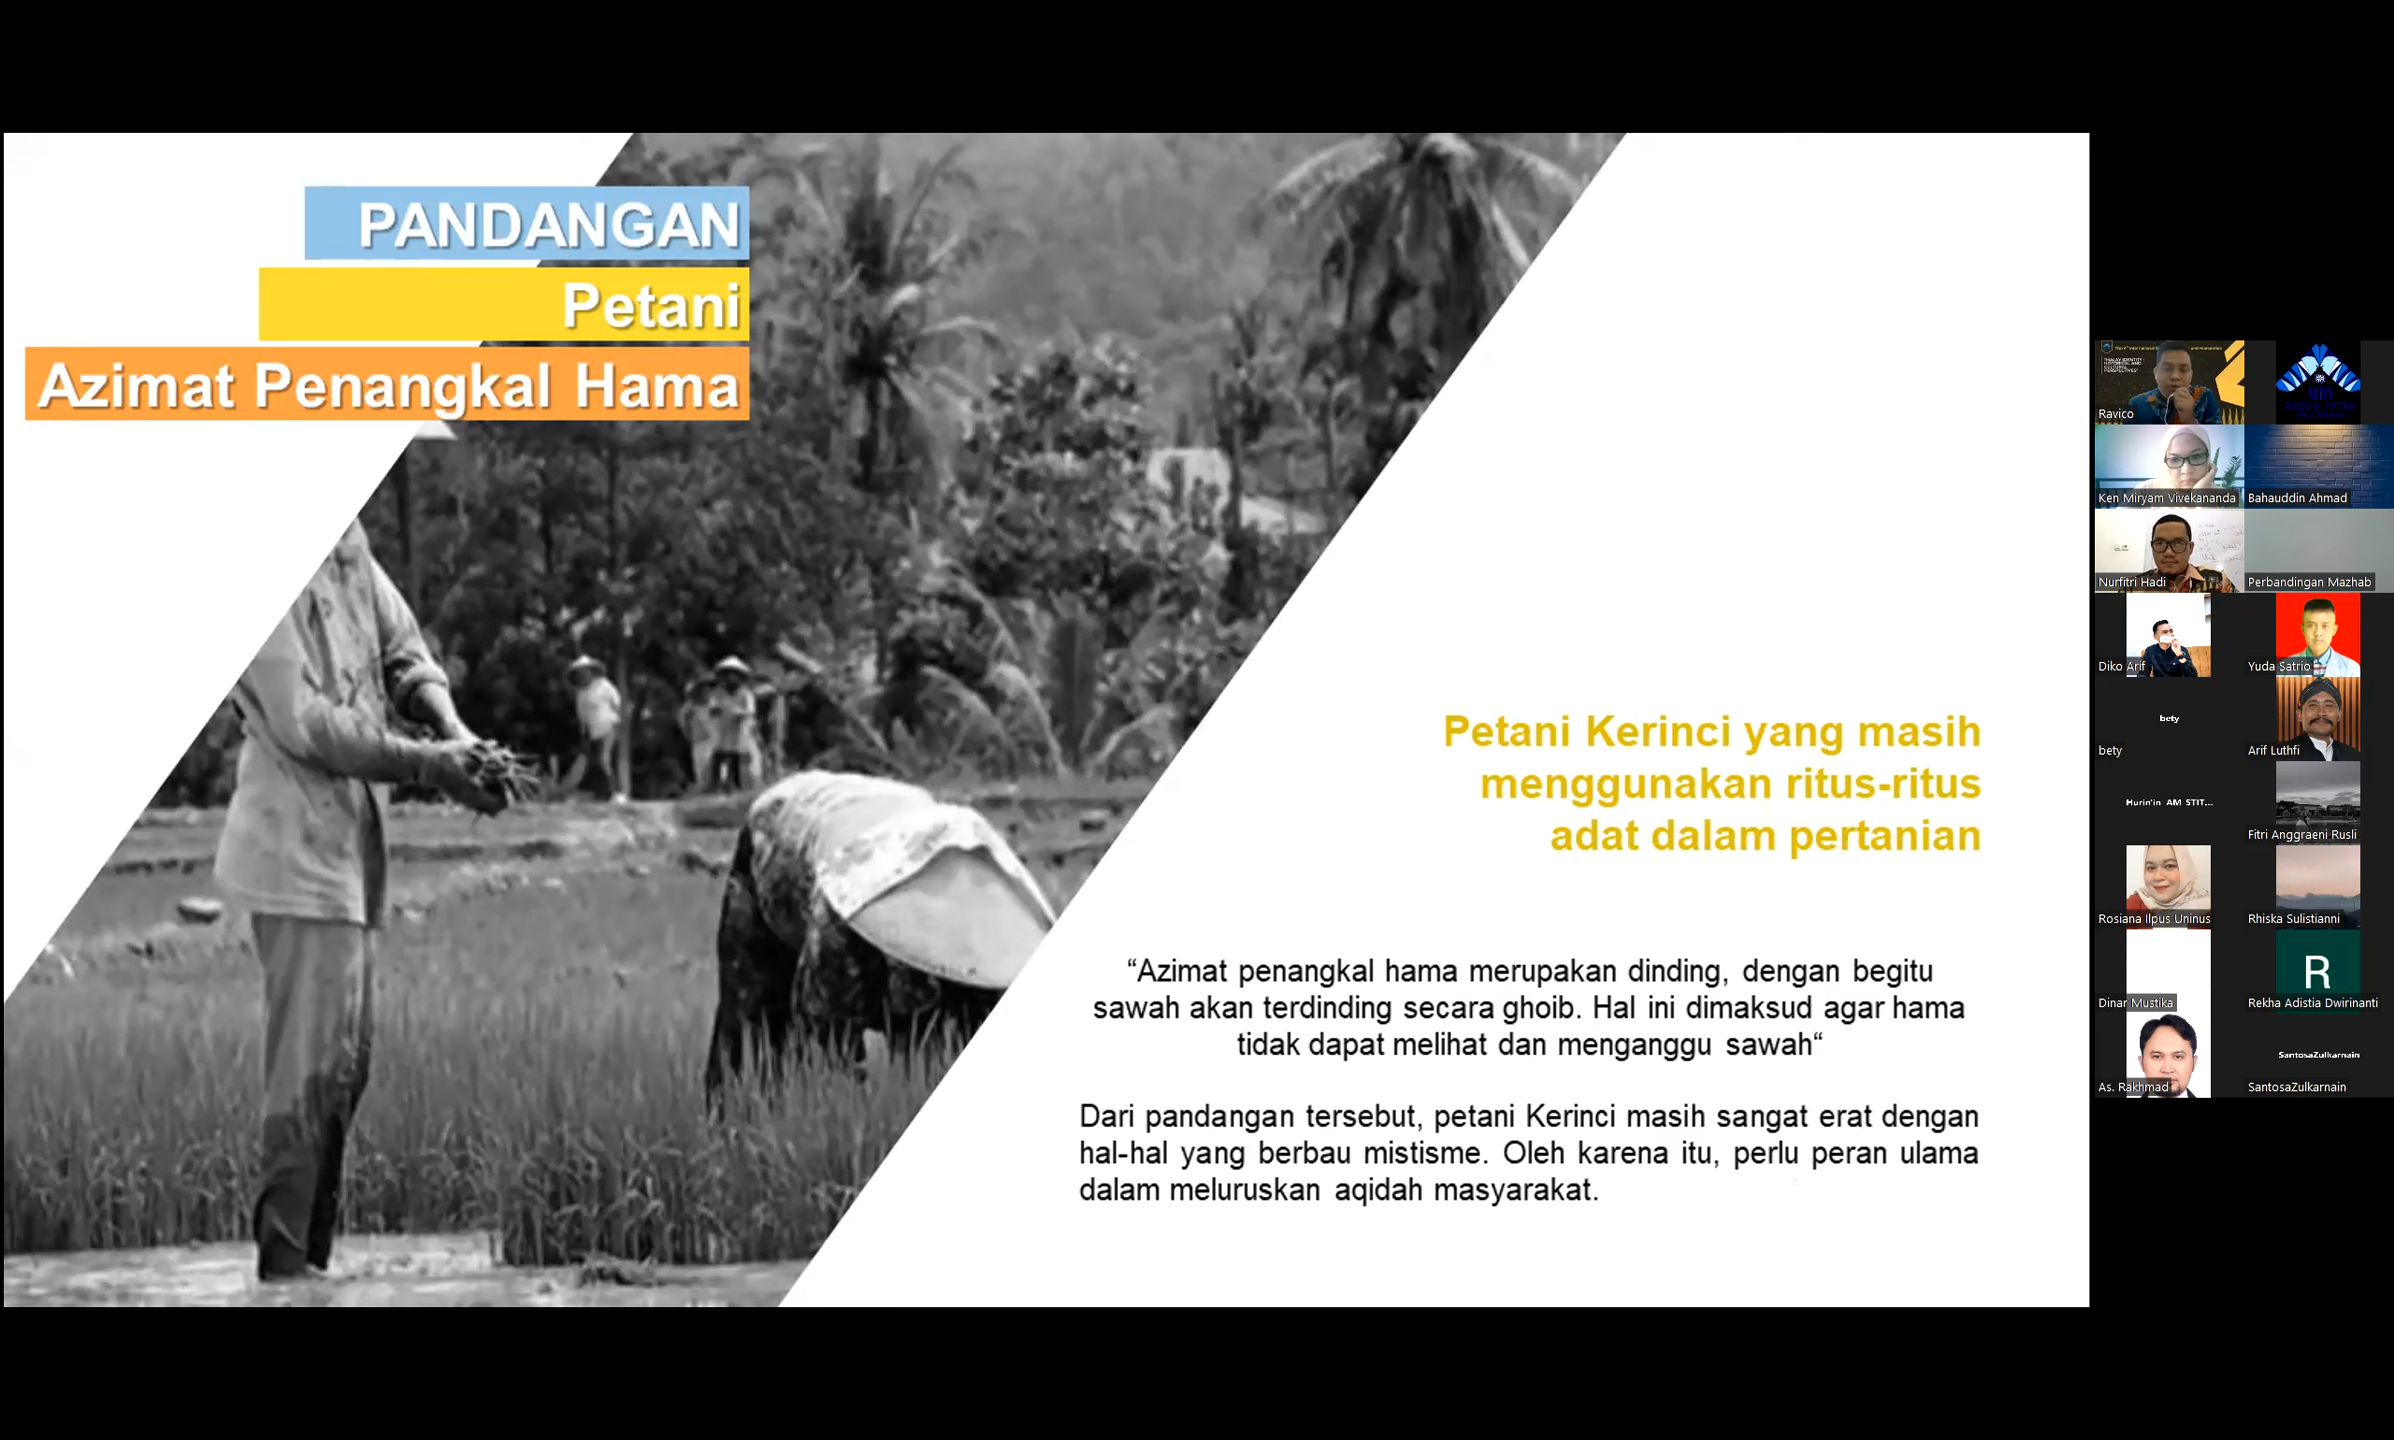 PANDANGAN
Petani
Azimat Penangkal Hama
Petani Kerinci yang masih
menggunakan ritus-ritus
adat dalam pertanian
“Azimat penangkal hama merupakan dinding, dengan begitu
sawah akan terdinding secara ghoib. Hal ini dimaksud agar hama
tidak dapat melihat dan menganggu sawah“
Dari pandangan tersebut, petani Kerinci masih sangat erat dengan
hal-hal yang berbau mistisme. Oleh karena itu, perlu peran ulama
dalam meluruskan aqidah masyarakat.
Ravico
Ken Miryam Vivekananda
Bahauddin Ahmad
Nurfitri Hadi
Perbandingan Mazhab
Diko Arif
Yuda Satrio
bety
bety
Arif Luthfi
Hurin'in AM STIT...
Fitri Anggraeni Rusli
Rosiana Ilpus Uninus
Rhiska Sulistianni
Dinar Mustika
R
Rekha Adistia Dwirinanti
As. Rakhmad
SantosaZulkarnain
SantosaZulkarnain